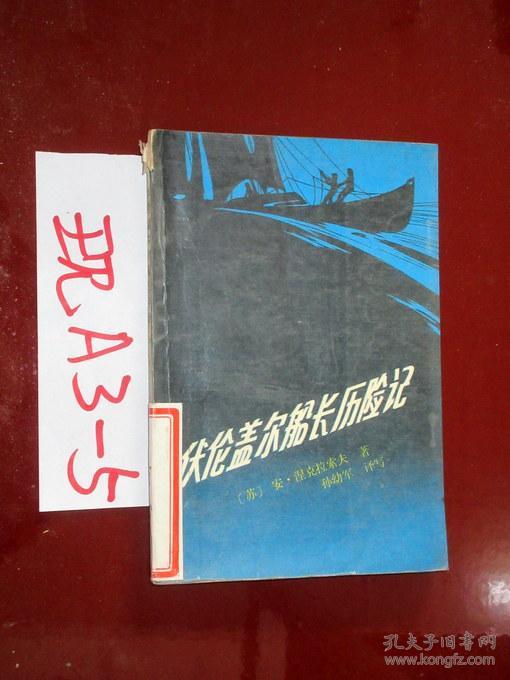 现A3-5
伏伦盖尔船长历险记
〔苏〕安·涅克拉索夫 著
孙幼军 译写
孔夫子旧书网
www.kongfz.com